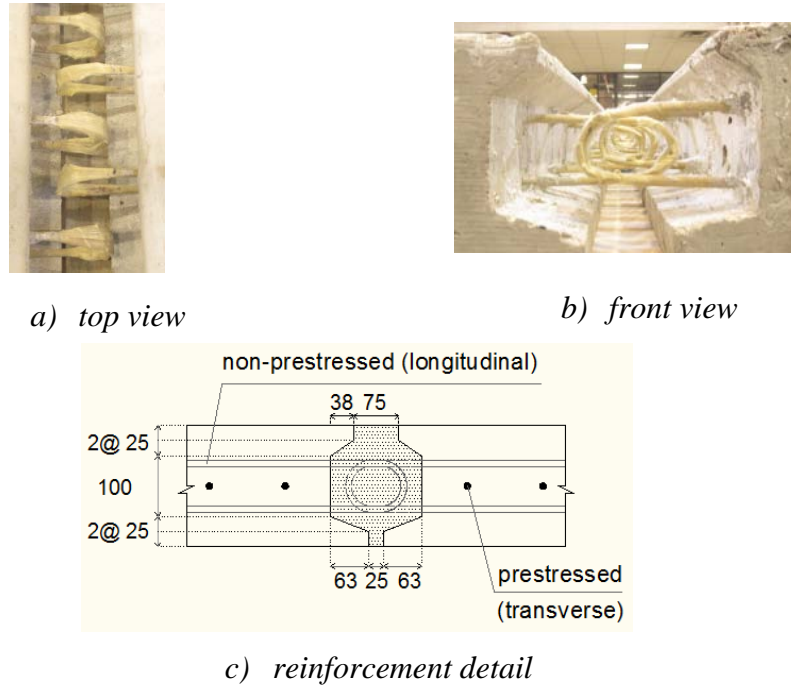 a) top view
b) front view
non-prestressed (longitudinal)
38 75
2@ 25
100
2@ 25
63 25 63
prestressed
(transverse)
c) reinforcement detail